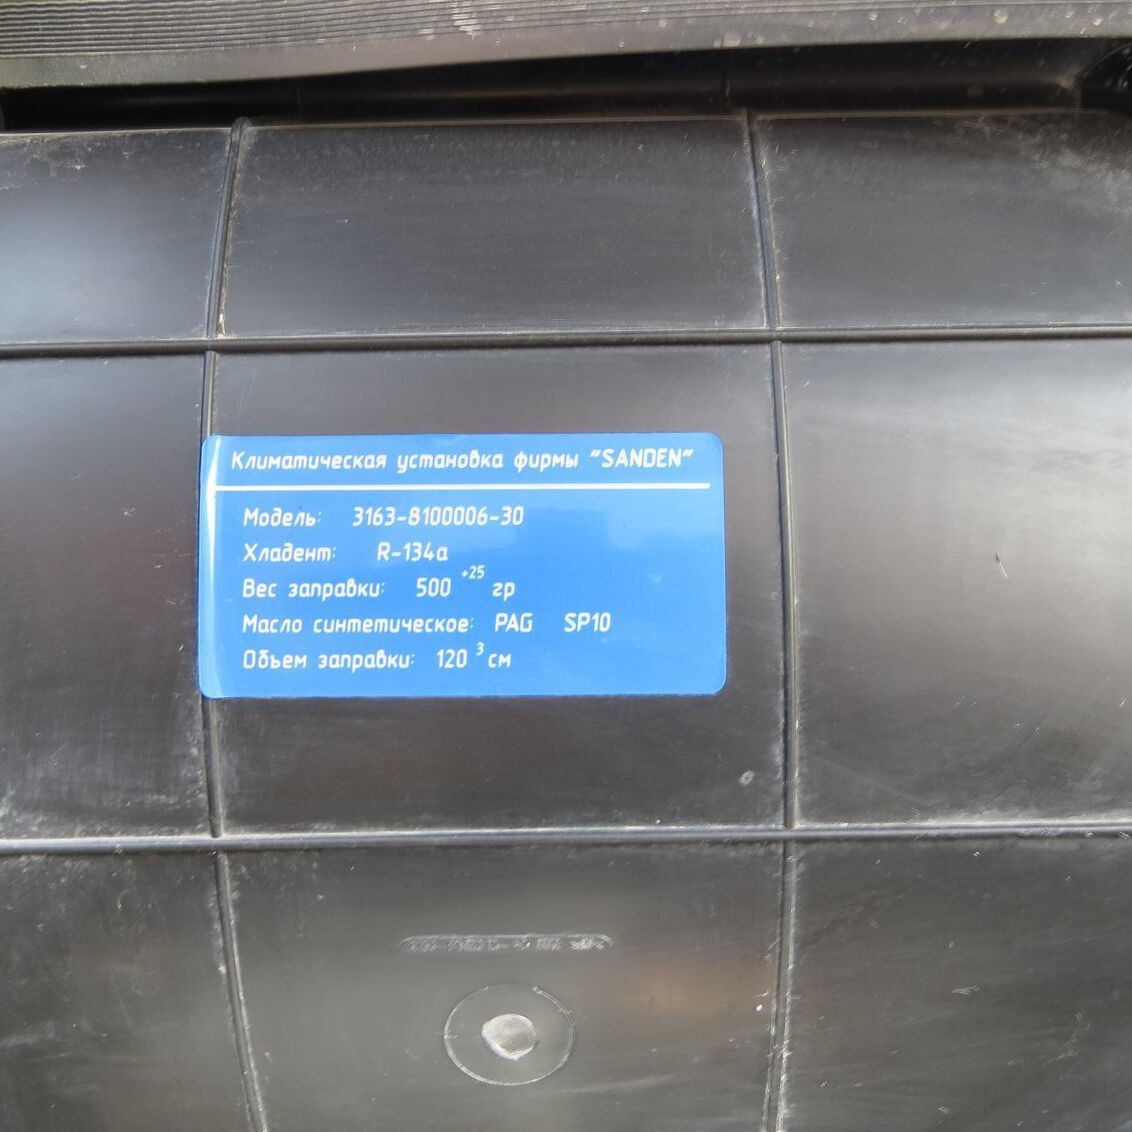 Климатическая установка фирмы "SANDEN"
Модель: 3163-8100006-30
Хладент: R-134a
Вес заправки: 500 +25 гр
Масло синтетическое: PAG SP10
Объем заправки: 120 3 см